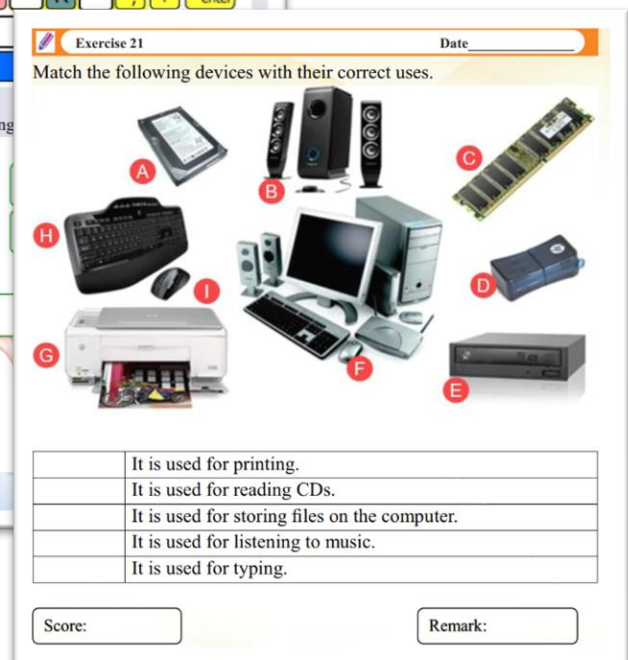 Exercise 21
Date
Match the following devices with their correct uses.
A
B
C
H
I
D
G
F
E
It is used for printing.
It is used for reading CDs.
It is used for storing files on the computer.
It is used for listening to music.
It is used for typing.
Score:
Remark: